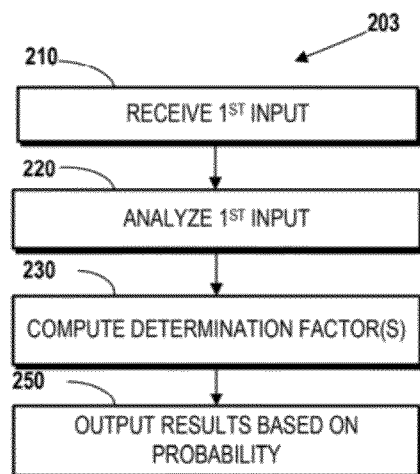 203
210
RECEIVE 1ST INPUT
220
ANALYZE 1ST INPUT
230
COMPUTE DETERMINATION FACTOR(S)
250
OUTPUT RESULTS BASED ON
PROBABILITY